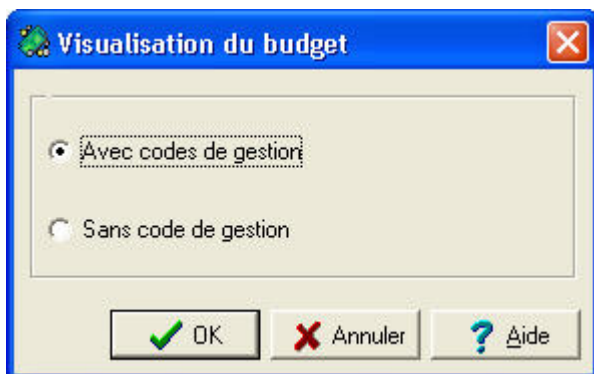 Visualisation du budget
Avec codes de gestion
Sans code de gestion
OK Annuler Aide